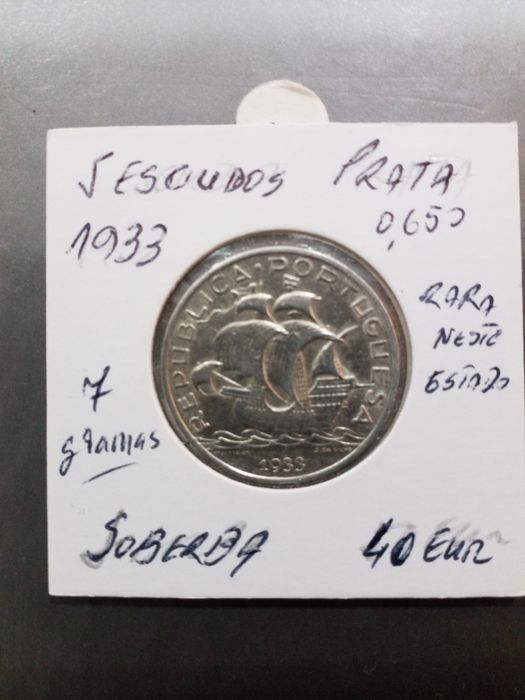 5 ESCUDOS PRATA
1933 0,650
RARA
NESTE
ESTADO
7
gramas
REPUBLICA·PORTUGUESA
1933
SOBERBA 40 EUR